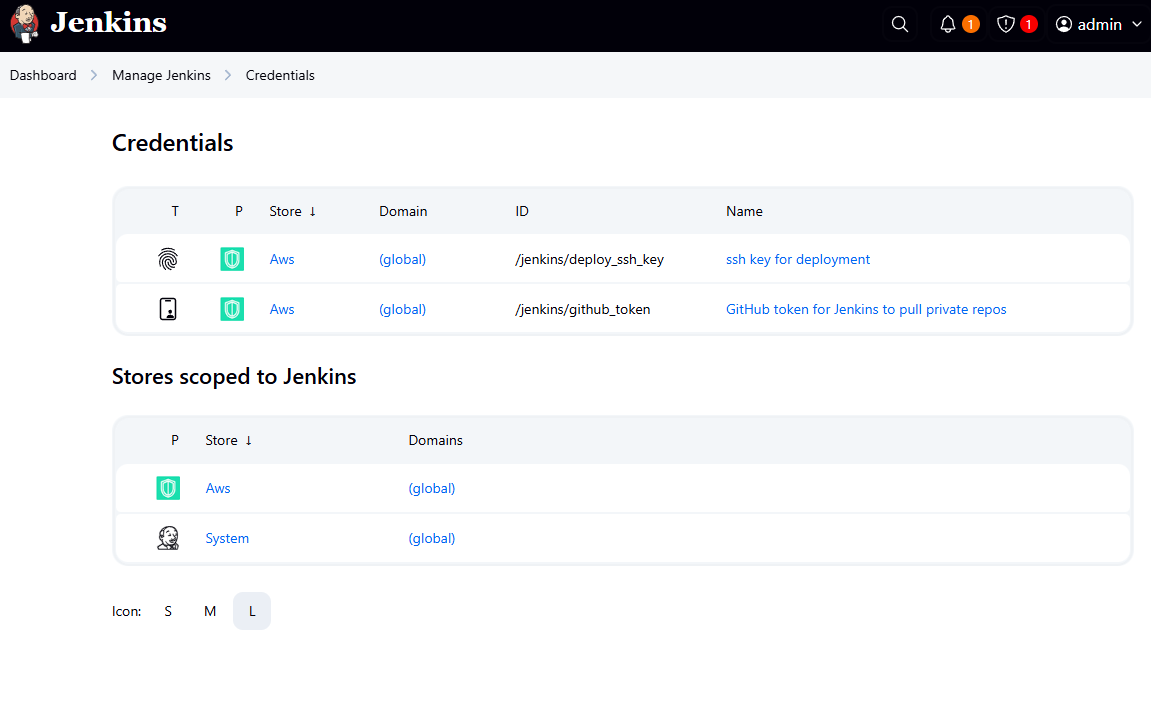 Jenkins 1 1 admin
Dashboard Manage Jenkins Credentials
Credentials
T P Store ↓ Domain ID Name
Aws (global) /jenkins/deploy_ssh_key ssh key for deployment
Aws (global) /jenkins/github_token GitHub token for Jenkins to pull private repos
Stores scoped to Jenkins
P Store ↓ Domains
Aws (global)
System (global)
Icon: S M L